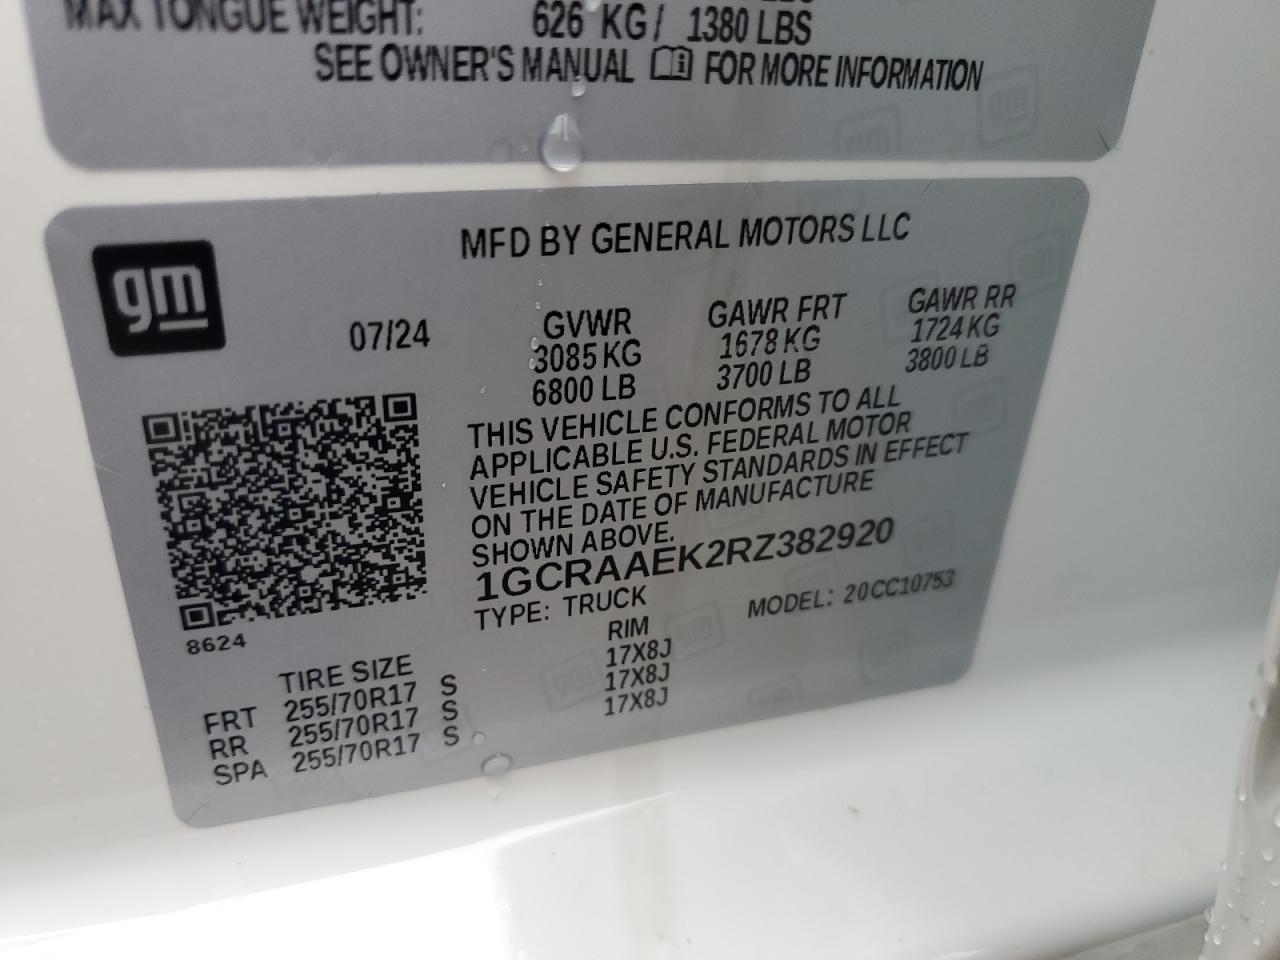 MAX TONGUE WEIGHT: 626 KG / 1380 LBS
SEE OWNER'S MANUAL FOR MORE INFORMATION
gm
MFD BY GENERAL MOTORS LLC
07/24
GVWR GAWR FRT GAWR RR
3085 KG 1678 KG 1724 KG
6800 LB 3700 LB 3800 LB
THIS VEHICLE CONFORMS TO ALL
APPLICABLE U.S. FEDERAL MOTOR
VEHICLE SAFETY STANDARDS IN EFFECT
ON THE DATE OF MANUFACTURE
SHOWN ABOVE.
1GCRAAEK2RZ382920
TYPE: TRUCK MODEL: 20CC10753
8624
TIRE SIZE RIM
FRT 255/70R17 S 17X8J
RR 255/70R17 S 17X8J
SPA 255/70R17 S 17X8J